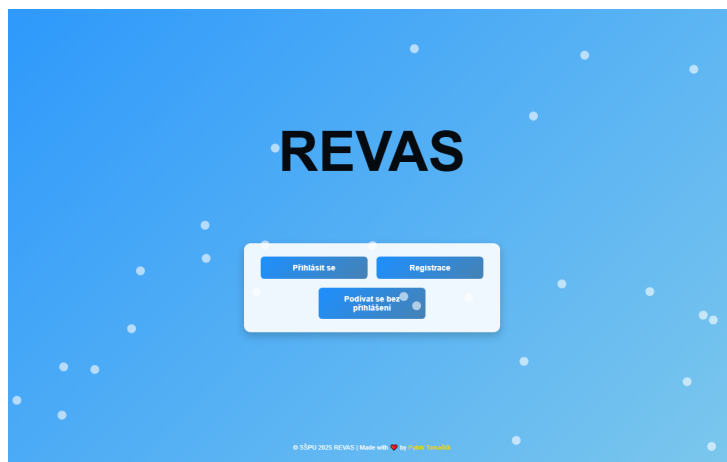 REVAS
Přihlásit se
Registrace
Podívat se bez
přihlášení
© SŠPU 2025 REVAS | Made with ❤ by